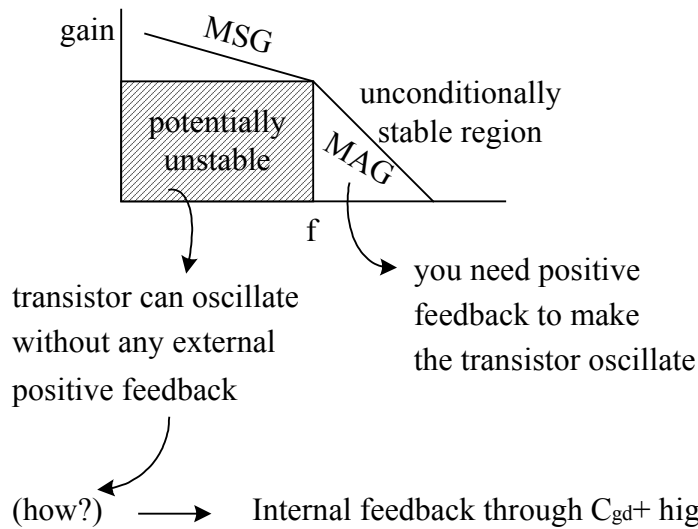 gain
MSG
unconditionally
stable region
potentially
unstable
MAG
f
you need positive
feedback to make
the transistor oscillate
transistor can oscillate
without any external
positive feedback
(how?)
Internal feedback through Cgd+ hig